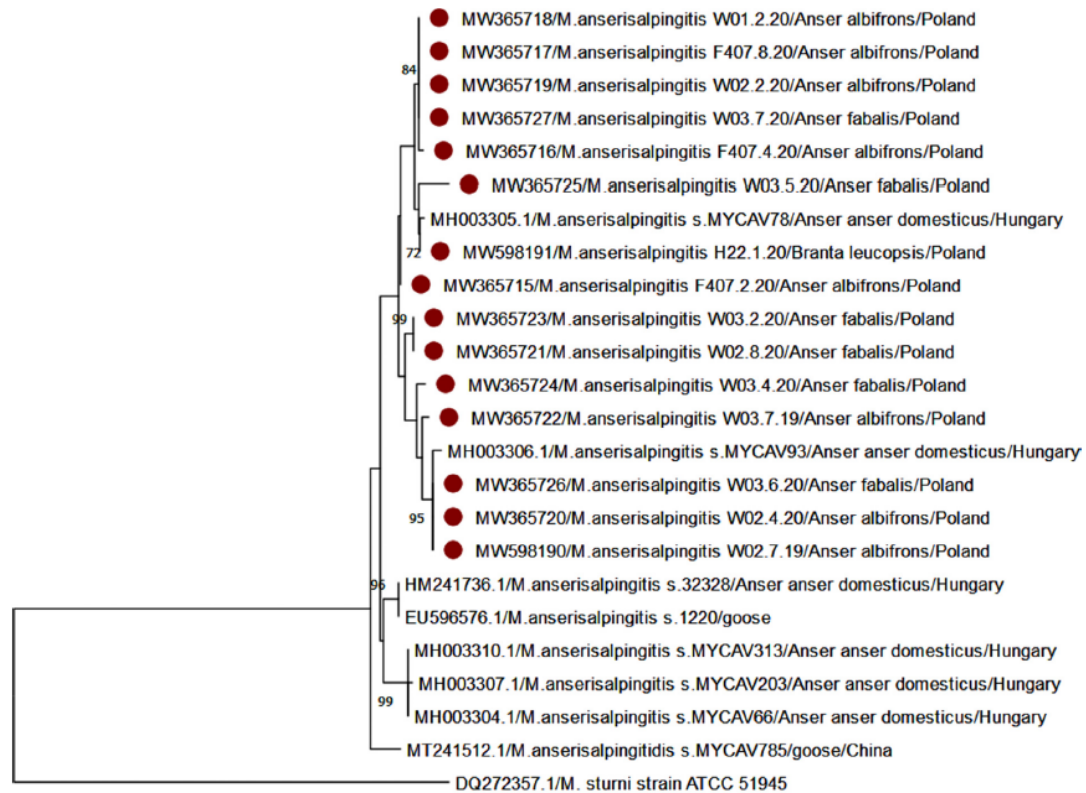 MW365718/M.anserisalpingitis W01.2.20/Anser albifrons/Poland
MW365717/M.anserisalpingitis F407.8.20/Anser albifrons/Poland
84
MW365719/M.anserisalpingitis W02.2.20/Anser albifrons/Poland
MW365727/M.anserisalpingitis W03.7.20/Anser fabalis/Poland
MW365716/M.anserisalpingitis F407.4.20/Anser albifrons/Poland
MW365725/M.anserisalpingitis W03.5.20/Anser fabalis/Poland
MH003305.1/M.anserisalpingitis s.MYCAV78/Anser anser domesticus/Hungary
72
MW598191/M.anserisalpingitis H22.1.20/Branta leucopsis/Poland
MW365715/M.anserisalpingitis F407.2.20/Anser albifrons/Poland
99
MW365723/M.anserisalpingitis W03.2.20/Anser fabalis/Poland
MW365721/M.anserisalpingitis W02.8.20/Anser fabalis/Poland
MW365724/M.anserisalpingitis W03.4.20/Anser fabalis/Poland
MW365722/M.anserisalpingitis W03.7.19/Anser albifrons/Poland
MH003306.1/M.anserisalpingitis s.MYCAV93/Anser anser domesticus/Hungary
MW365726/M.anserisalpingitis W03.6.20/Anser fabalis/Poland
95
MW365720/M.anserisalpingitis W02.4.20/Anser albifrons/Poland
MW598190/M.anserisalpingitis W02.7.19/Anser albifrons/Poland
96
HM241736.1/M.anserisalpingitis s.32328/Anser anser domesticus/Hungary
EU596576.1/M.anserisalpingitis s.1220/goose
MH003310.1/M.anserisalpingitis s.MYCAV313/Anser anser domesticus/Hungary
MH003307.1/M.anserisalpingitis s.MYCAV203/Anser anser domesticus/Hungary
99
MH003304.1/M.anserisalpingitis s.MYCAV66/Anser anser domesticus/Hungary
MT241512.1/M.anserisalpingitidis s.MYCAV785/goose/China
DQ272357.1/M. sturni strain ATCC 51945